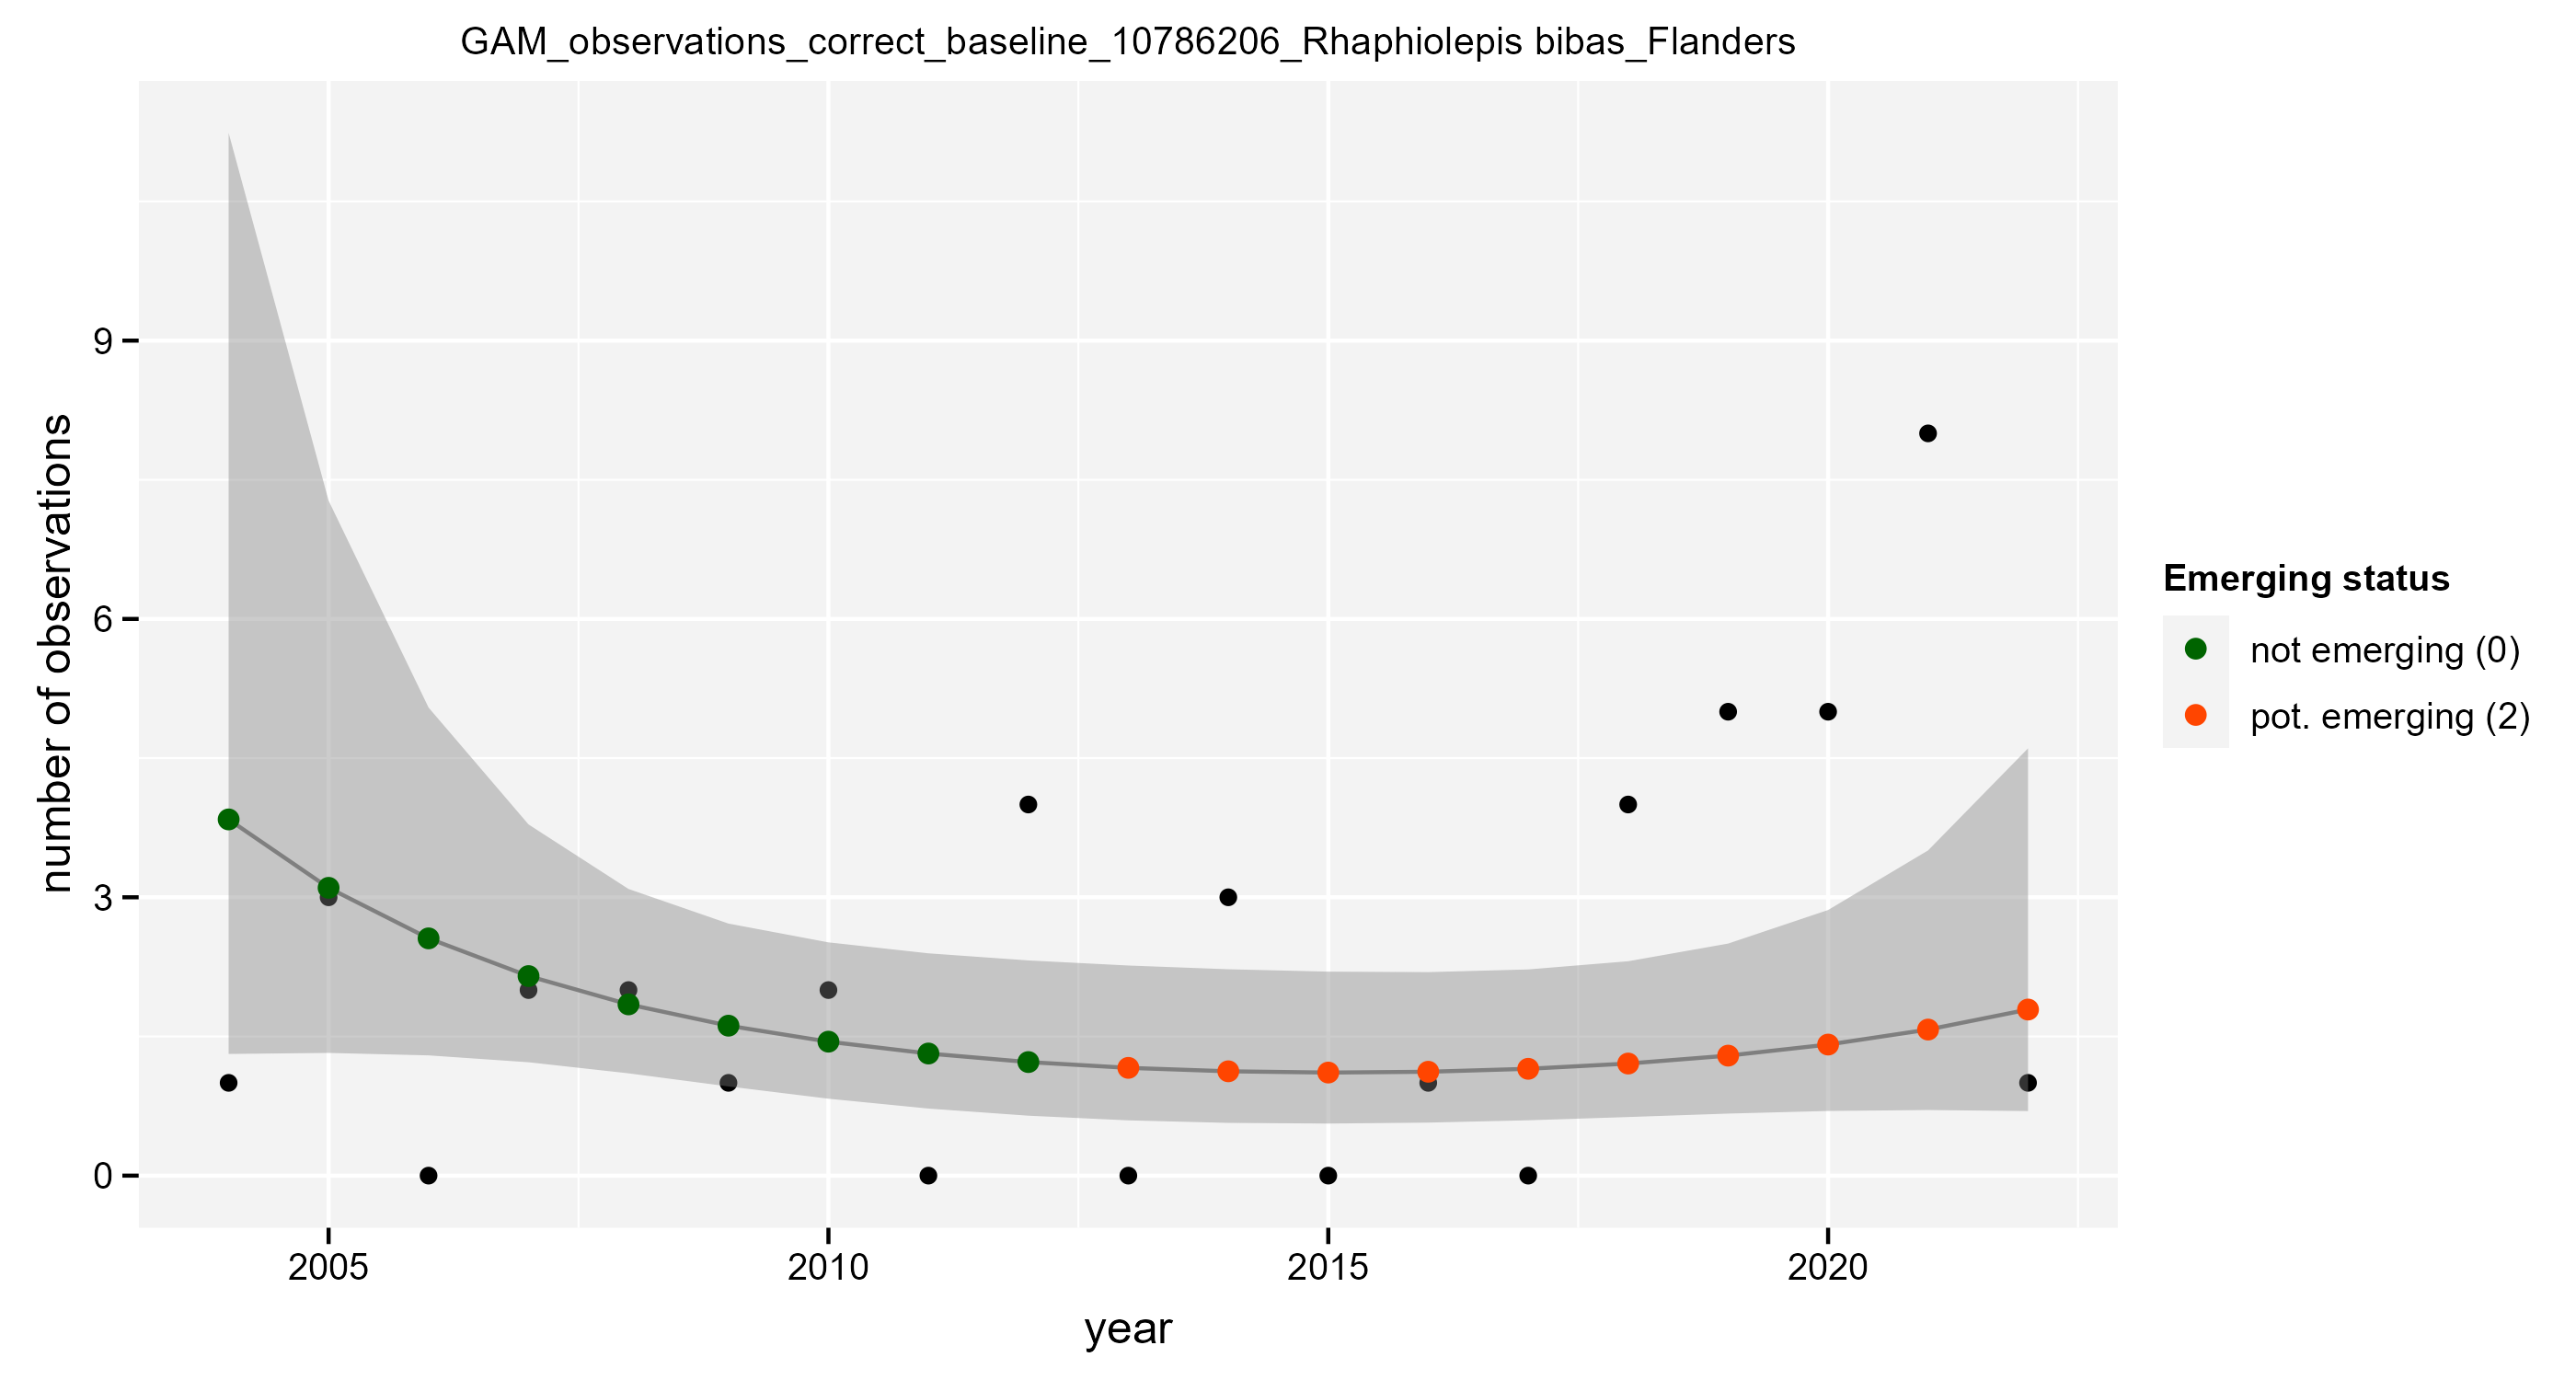 GAM_observations_correct_baseline_10786206_Rhaphiolepis bibas_Flanders
number of observations
9
6
3
0
2005
2010
2015
2020
year
Emerging status
not emerging (0)
pot. emerging (2)